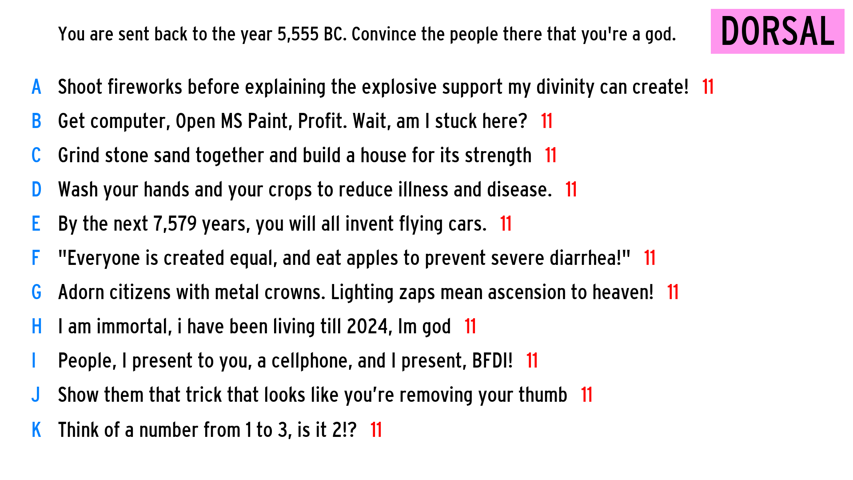 You are sent back to the year 5,555 BC. Convince the people there that you're a god.
DORSAL
A Shoot fireworks before explaining the explosive support my divinity can create! 11
B Get computer, Open MS Paint, Profit. Wait, am I stuck here? 11
C Grind stone sand together and build a house for its strength 11
D Wash your hands and your crops to reduce illness and disease. 11
E By the next 7,579 years, you will all invent flying cars. 11
F "Everyone is created equal, and eat apples to prevent severe diarrhea!" 11
G Adorn citizens with metal crowns. Lighting zaps mean ascension to heaven! 11
H I am immortal, i have been living till 2024, Im god 11
I People, I present to you, a cellphone, and I present, BFDI! 11
J Show them that trick that looks like you’re removing your thumb 11
K Think of a number from 1 to 3, is it 2!? 11